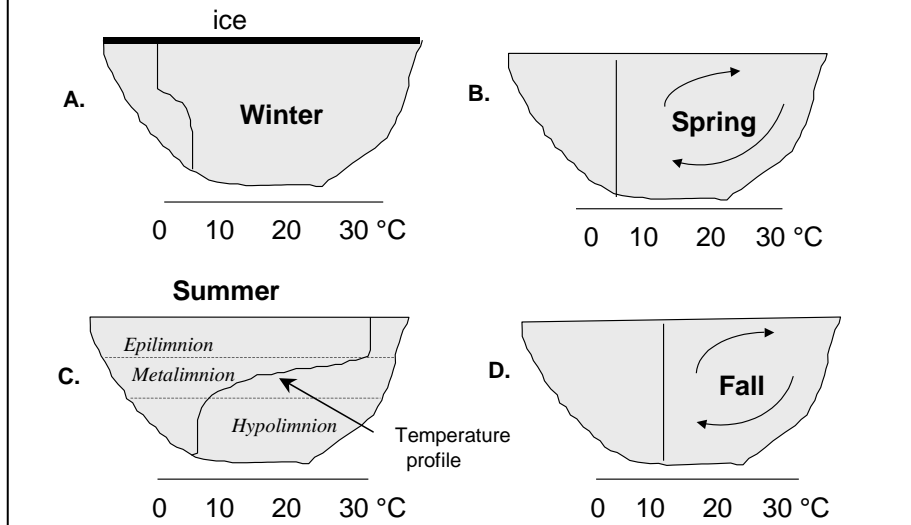 ice
A.
Winter
0 10 20 30 °C
B.
Spring
0 10 20 30 °C
Summer
C.
Epilimnion
Metalimnion
Hypolimnion
Temperature
profile
0 10 20 30 °C
D.
Fall
0 10 20 30 °C